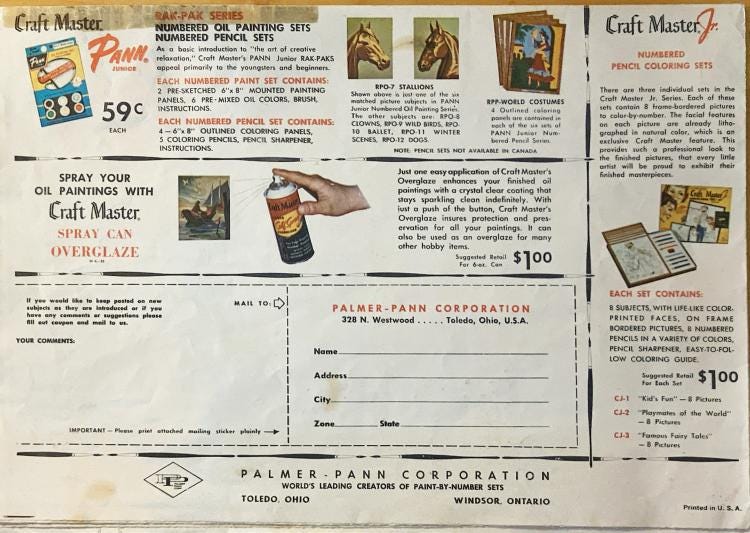 Craft Master
PANN
JUNIOR
59¢
EACH
RAK-PAK SERIES
NUMBERED OIL PAINTING SETS
NUMBERED PENCIL SETS
As a basic introduction to "the art of creative
relaxation," Craft Master's PANN Junior RAK-PAKS
appeal primarily to the youngsters and beginners.
EACH NUMBERED PAINT SET CONTAINS:
2 PRE-SKETCHED 6"x8" MOUNTED PAINTING
PANELS, 6 PRE-MIXED OIL COLORS, BRUSH,
INSTRUCTIONS.
EACH NUMBERED PENCIL SET CONTAINS:
4 — 6"x8" OUTLINED COLORING PANELS,
5 COLORING PENCILS, PENCIL SHARPENER,
INSTRUCTIONS.
RPO-7 STALLIONS
Shown above is just one of the six
matched picture subjects in PANN
Junior Numbered Oil Painting Series.
The other subjects are: RPO-8
CLOWNS, RPO-9 WILD BIRDS, RPO-
10 BALLET, RPO-11 WINTER
SCENES, RPO-12 DOGS.
RPP-WORLD COSTUMES
4 Outlined coloring
panels are contained in
each of the six sets of
PANN Junior Num-
bered Pencil Series.
NOTE: PENCIL SETS NOT AVAILABLE IN CANADA
SPRAY YOUR
OIL PAINTINGS WITH
Craft Master
SPRAY CAN
OVERGLAZE
Craft Master
Just one easy application of Craft Master's
Overglaze enhances your finished oil
paintings with a crystal clear coating that
stays sparkling clean indefinitely. With
just a push of the button, Craft Master's
Overglaze insures protection and pres-
ervation for all your paintings. It can
also be used as an overglaze for many
other hobby items.
Suggested Retail
For 6-oz. Can
$1.00
If you would like to keep posted on new
subjects as they are introduced or if you
have any comments or suggestions please
fill out coupon and mail to us.
YOUR COMMENTS:
MAIL TO:
IMPORTANT — Please print attached mailing sticker plainly
PALMER-PANN CORPORATION
328 N. Westwood . . . . . Toledo, Ohio, U.S.A.
Name
Address
City
Zone State
PALMER-PANN CORPORATION
WORLD'S LEADING CREATORS OF PAINT-BY-NUMBER SETS
TOLEDO, OHIO WINDSOR, ONTARIO
Craft Master Jr.
NUMBERED
PENCIL COLORING SETS
There are three individual sets in the
Craft Master Jr. Series. Each of these
sets contain 8 frame-bordered pictures
to color-by-number. The facial features
on each picture are already litho-
graphed in natural color, which is an
exclusive Craft Master feature. This
provides such a professional look to
the finished pictures, that every little
artist will be proud to exhibit their
finished masterpieces.
EACH SET CONTAINS:
8 SUBJECTS, WITH LIFE-LIKE COLOR-
PRINTED FACES, ON FRAME
BORDERED PICTURES, 8 NUMBERED
PENCILS IN A VARIETY OF COLORS,
PENCIL SHARPENER, EASY-TO-FOL-
LOW COLORING GUIDE.
Suggested Retail
For Each Set
$1.00
CJ-1 "Kid's Fun" — 8 Pictures
CJ-2 "Playmates of the World"
— 8 Pictures
CJ-3 "Famous Fairy Tales"
— 8 Pictures
Printed in U. S. A.